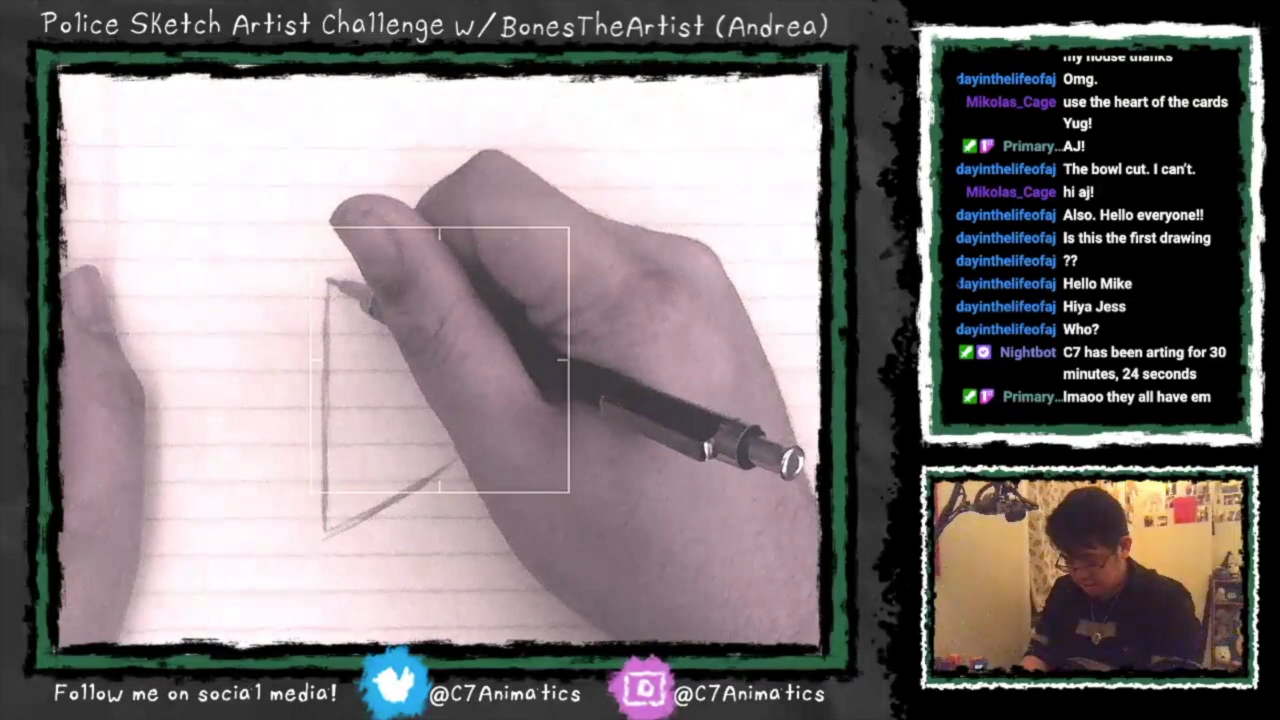 Police Sketch Artist Challenge w/BonesTheArtist (Andrea)
my house thanks
dayinthelifeofaj Omg.
Mikolas_Cage use the heart of the cards
Yug!
Primary… AJ!
dayinthelifeofaj The bowl cut. I can't.
Mikolas_Cage hi aj!
dayinthelifeofaj Also. Hello everyone!!
dayinthelifeofaj Is this the first drawing
dayinthelifeofaj ??
dayinthelifeofaj Hello Mike
dayinthelifeofaj Hiya Jess
dayinthelifeofaj Who?
Nightbot C7 has been arting for 30
minutes, 24 seconds
Primary… lmaoo they all have em
Follow me on social media! @C7Animatics @C7Animatics